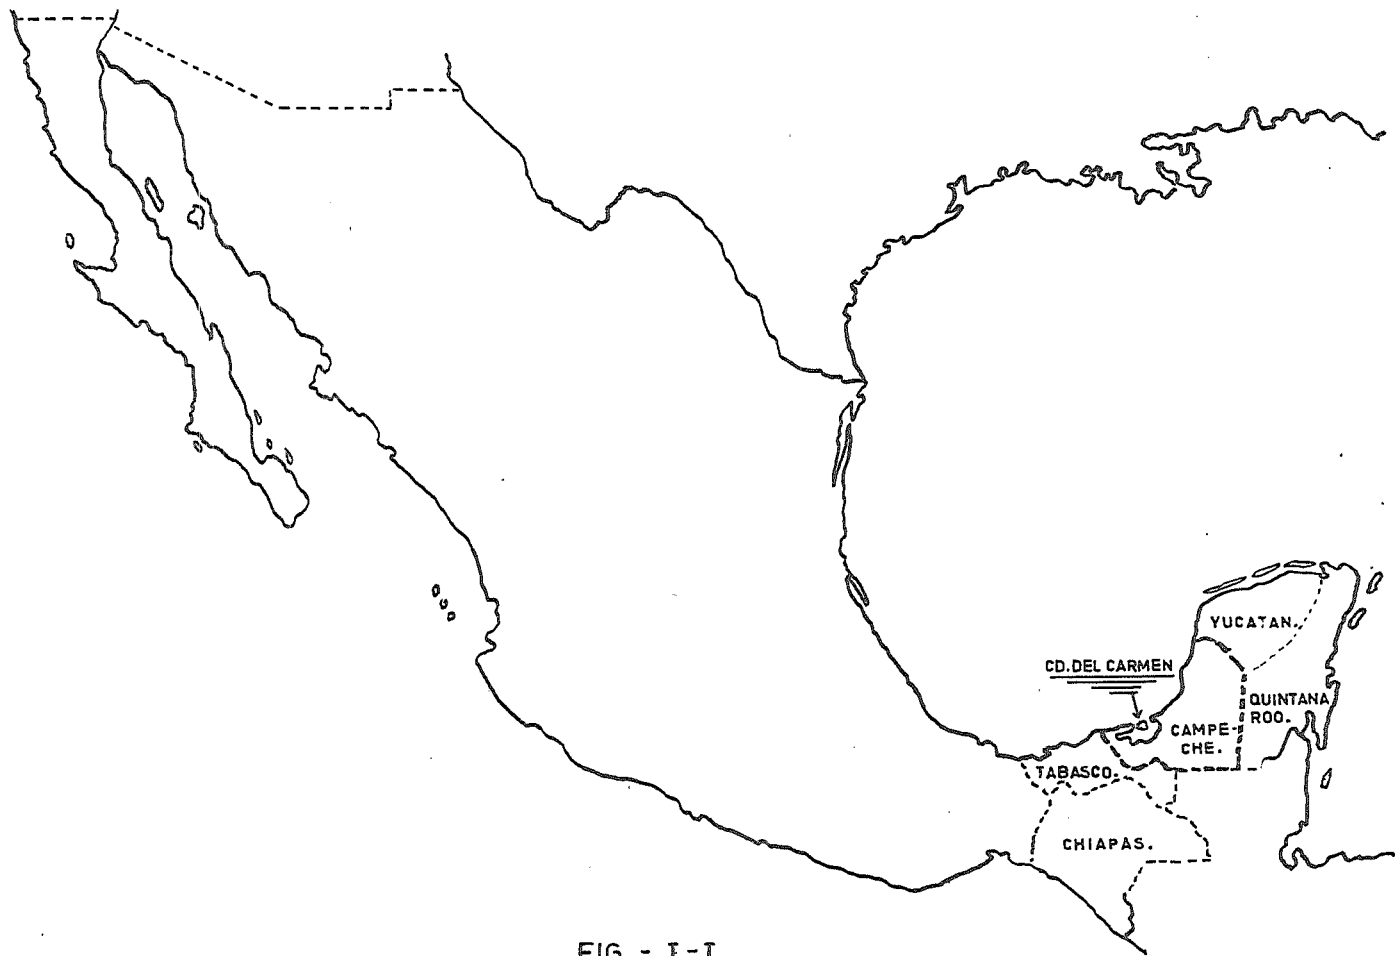 YUCATAN.
CD. DEL CARMEN
QUINTANA
ROO.
CAMPE-
CHE.
TABASCO.
CHIAPAS.
FIG. - I-I